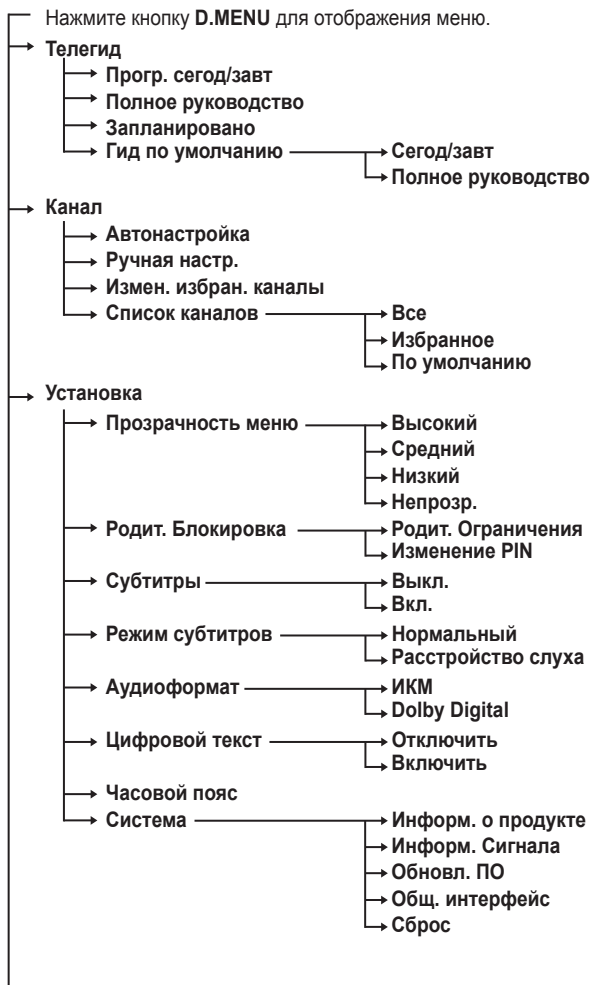 Нажмите кнопку D.MENU для отображения меню.
Телегид
Прогр. сегод/завт
Полное руководство
Запланировано
Гид по умолчанию Сегод/завт
Полное руководство
Канал
Автонастройка
Ручная настр.
Измен. избран. каналы
Список каналов Все
Избранное
По умолчанию
Установка
Прозрачность меню Высокий
Средний
Низкий
Непрозр.
Родит. Блокировка Родит. Ограничения
Изменение PIN
Субтитры Выкл.
Вкл.
Режим субтитров Нормальный
Расстройство слуха
Аудиоформат ИКМ
Dolby Digital
Цифровой текст Отключить
Включить
Часовой пояс
Система Информ. о продукте
Информ. Сигнала
Обновл. ПО
Общ. интерфейс
Сброс